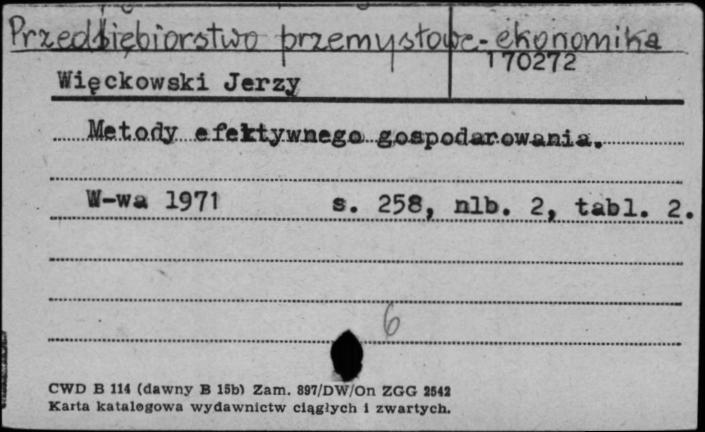 Przedsiębiorstwo przemysłowe - ekonomika
170272
Więckowski Jerzy
Metody efektywnego gospodarowania.
W-wa 1971 s. 258, nlb. 2, tabl. 2.
6
CWD B 114 (dawny B 15b) Zam. 897/DW/On ZGG 2542
Karta katalogowa wydawnictw ciągłych i zwartych.